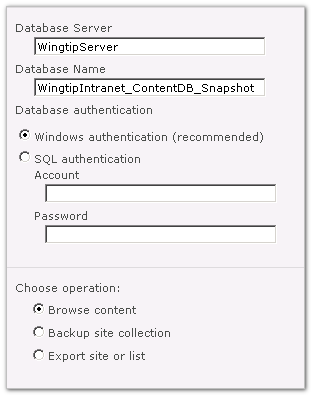 Database Server
WingtipServer
Database Name
WingtipIntranet_ContentDB_Snapshot
Database authentication
Windows authentication (recommended)
SQL authentication
Account
Password
Choose operation:
Browse content
Backup site collection
Export site or list